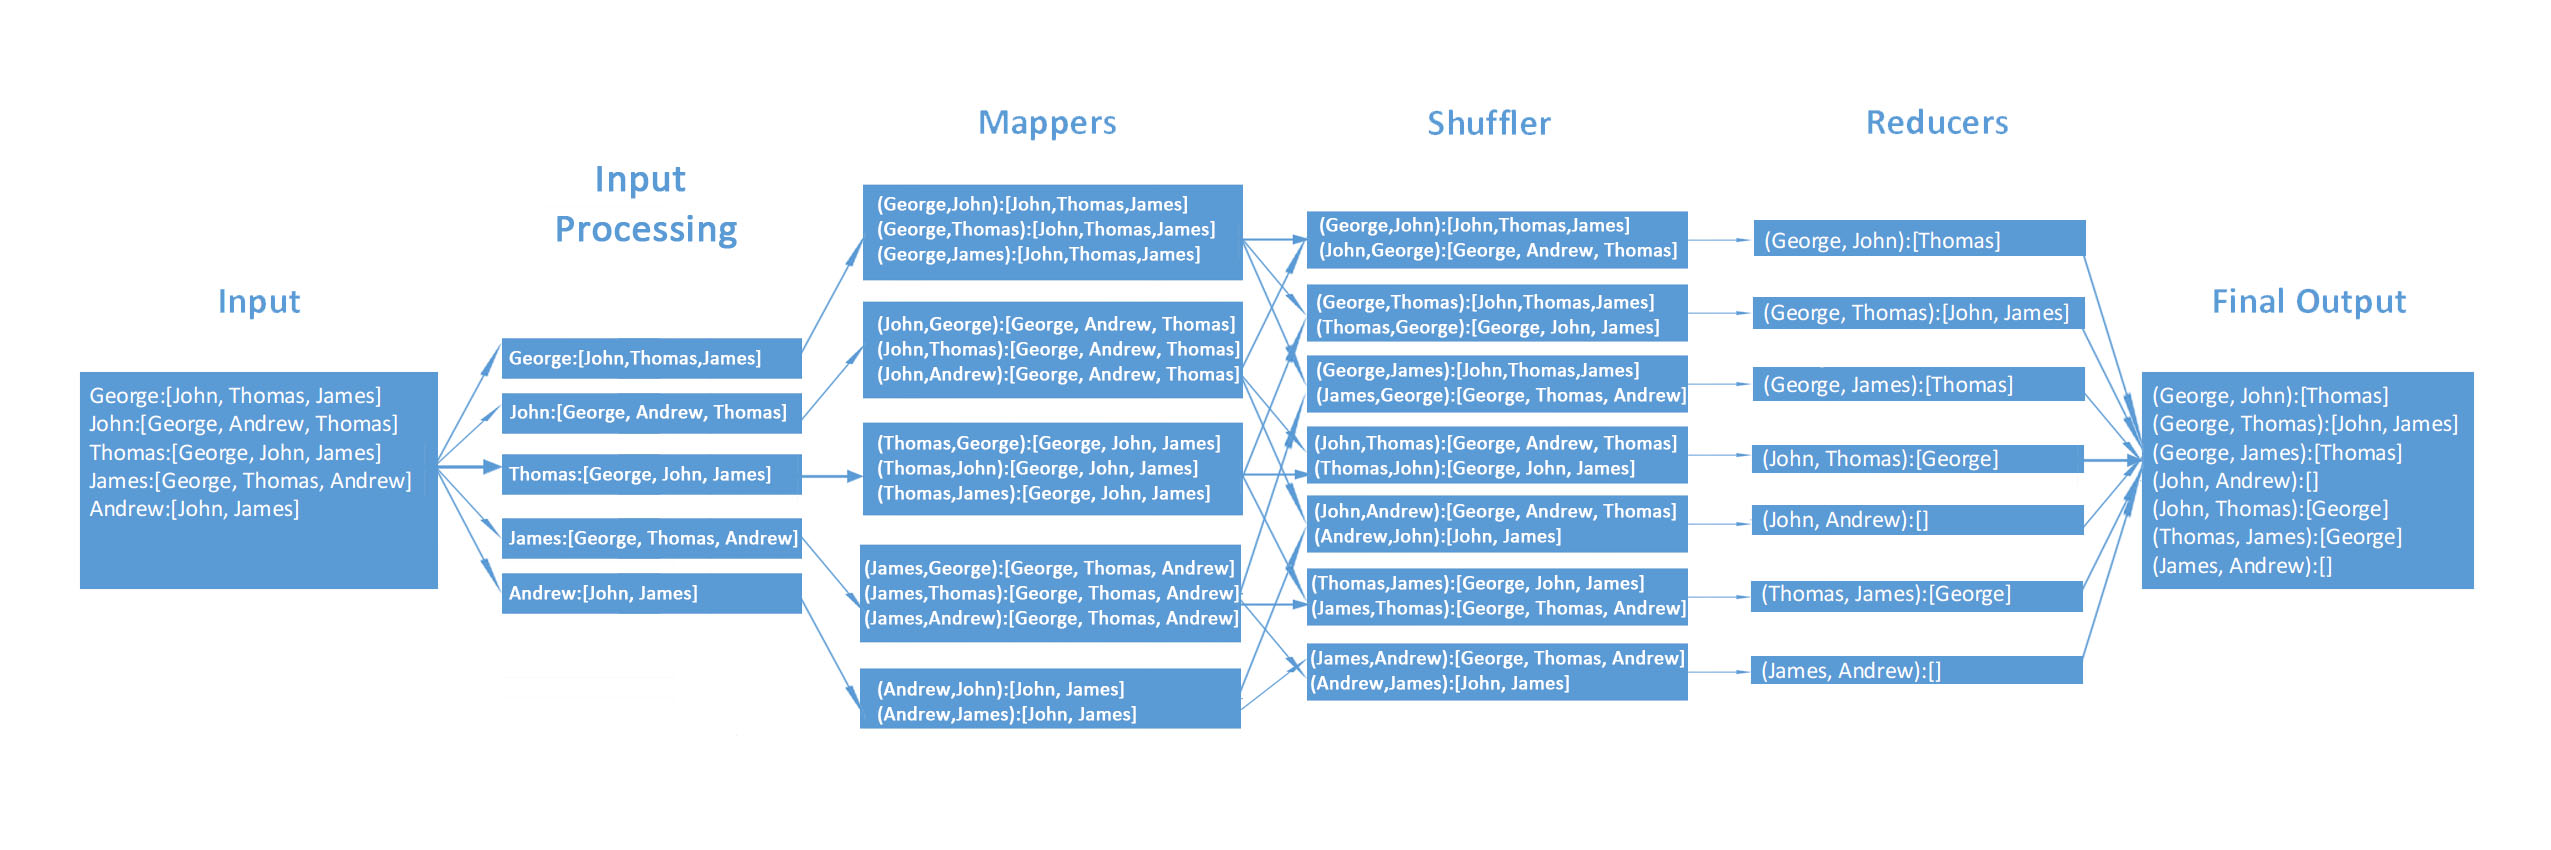 Input
George:[John, Thomas, James]
John:[George, Andrew, Thomas]
Thomas:[George, John, James]
James:[George, Thomas, Andrew]
Andrew:[John, James]
Input
Processing
George:[John,Thomas,James]
John:[George, Andrew, Thomas]
Thomas:[George, John, James]
James:[George, Thomas, Andrew]
Andrew:[John, James]
Mappers
(George,John):[John,Thomas,James]
(George,Thomas):[John,Thomas,James]
(George,James):[John,Thomas,James]
(John,George):[George, Andrew, Thomas]
(John,Thomas):[George, Andrew, Thomas]
(John,Andrew):[George, Andrew, Thomas]
(Thomas,George):[George, John, James]
(Thomas,John):[George, John, James]
(Thomas,James):[George, John, James]
(James,George):[George, Thomas, Andrew]
(James,Thomas):[George, Thomas, Andrew]
(James,Andrew):[George, Thomas, Andrew]
(Andrew,John):[John, James]
(Andrew,James):[John, James]
Shuffler
(George,John):[John,Thomas,James]
(John,George):[George, Andrew, Thomas]
(George,Thomas):[John,Thomas,James]
(Thomas,George):[George, John, James]
(George,James):[John,Thomas,James]
(James,George):[George, Thomas, Andrew]
(John,Thomas):[George, Andrew, Thomas]
(Thomas,John):[George, John, James]
(John,Andrew):[George, Andrew, Thomas]
(Andrew,John):[John, James]
(Thomas,James):[George, John, James]
(James,Thomas):[George, Thomas, Andrew]
(James,Andrew):[George, Thomas, Andrew]
(Andrew,James):[John, James]
Reducers
(George, John):[Thomas]
(George, Thomas):[John, James]
(George, James):[Thomas]
(John, Thomas):[George]
(John, Andrew):[]
(Thomas, James):[George]
(James, Andrew):[]
Final Output
(George, John):[Thomas]
(George, Thomas):[John, James]
(George, James):[Thomas]
(John, Andrew):[]
(John, Thomas):[George]
(Thomas, James):[George]
(James, Andrew):[]